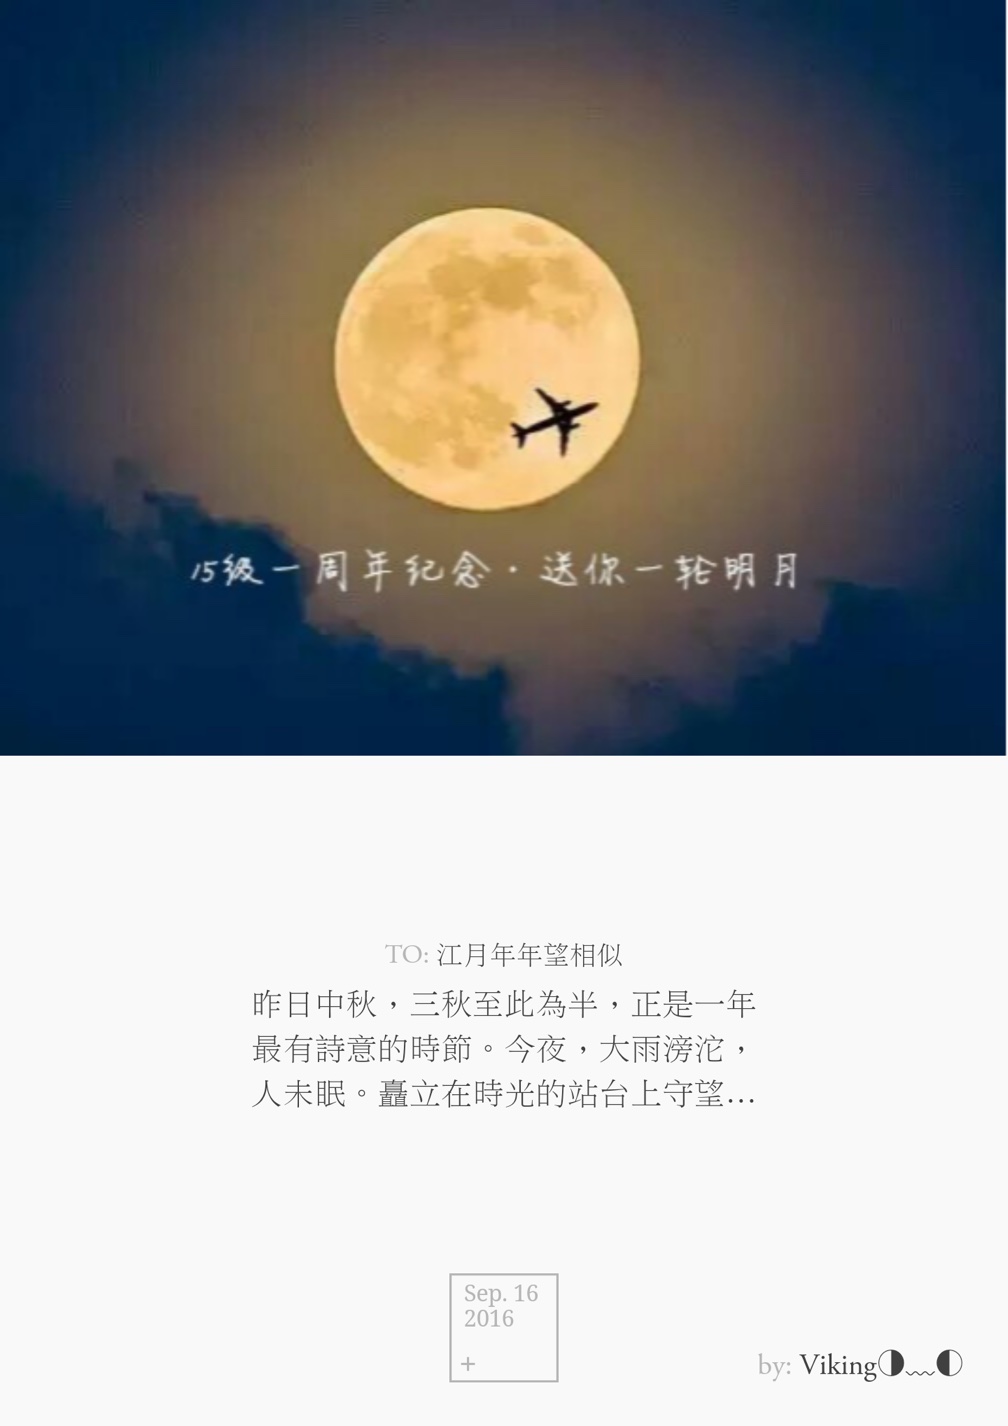 15级一周年纪念·送你一轮明月
TO: 江月年年望相似
昨日中秋，三秋至此為半，正是一年
最有詩意的時節。今夜，大雨滂沱，
人未眠。矗立在時光的站台上守望...
Sep. 16
2016
+
by: Viking◑﹏◐